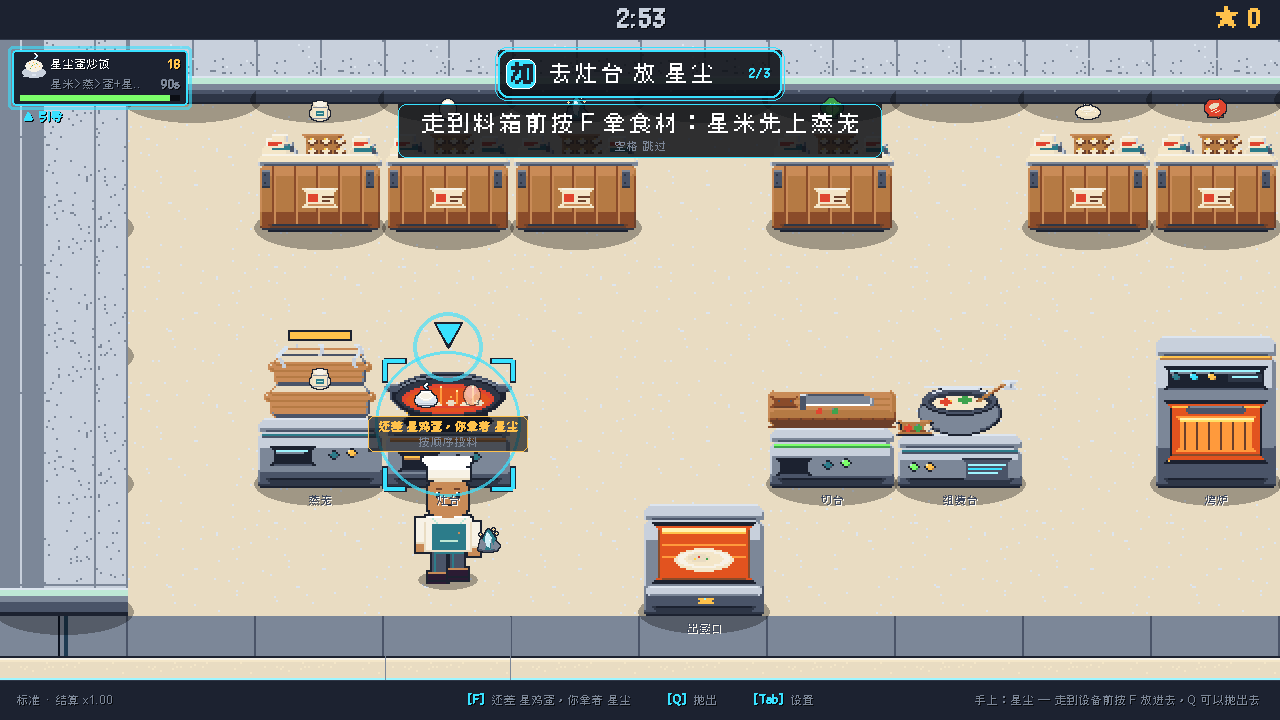 2:53
★ 0
星尘蛋炒饭 18
星米>蒸>蛋+星... 90s
▲ 引导
加 去灶台 放 星尘 2/3
走到料箱前按 F 拿食材：星米先上蒸笼
空格 跳过
还差 星鸡蛋，你拿着 星尘
按顺序投料
蒸笼
灶台
切台
组装台
烤炉
出餐口
标准 · 结算 x1.00
[F] 还差 星鸡蛋，你拿着 星尘
[Q] 抛出
[Tab] 设置
手上：星尘 — 走到设备前按 F 放进去，Q 可以抛出去